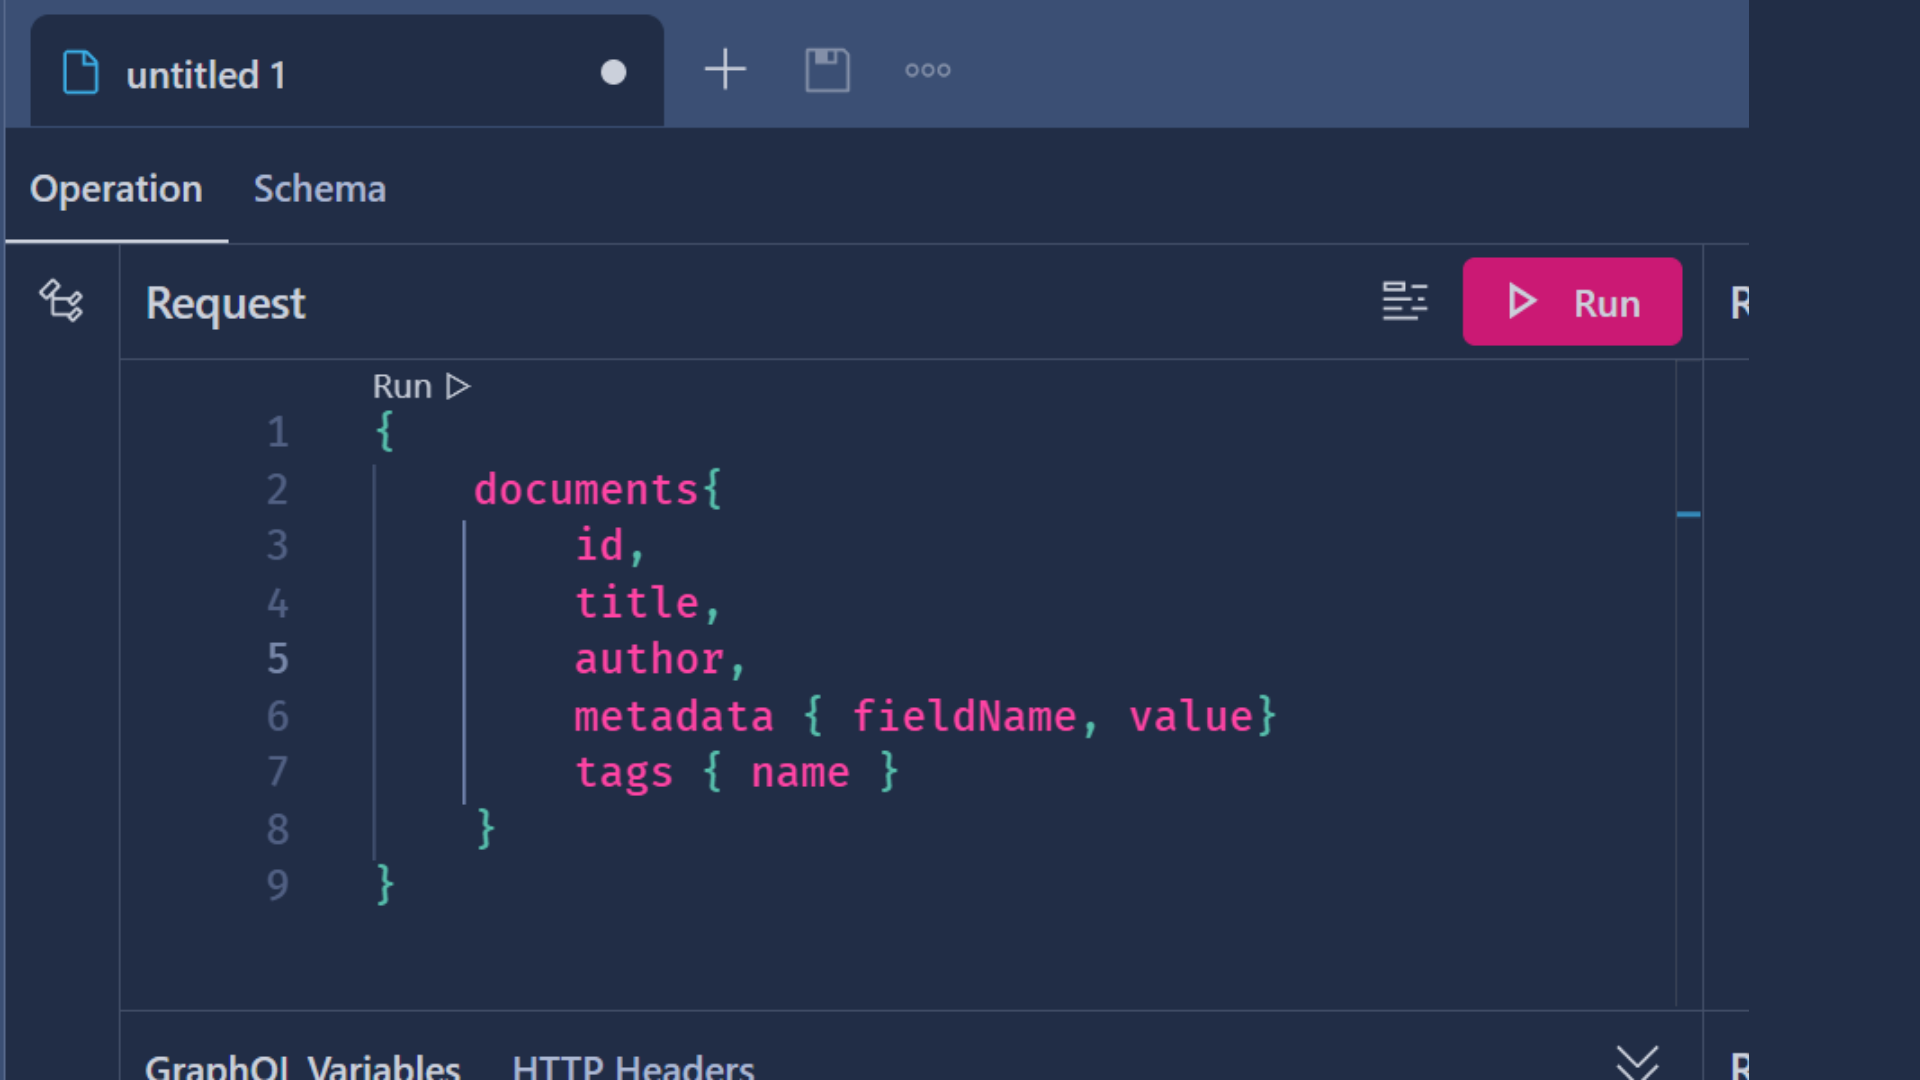 untitled 1
Operation Schema
Request Run R
Run
1 {
2 documents{
3 id,
4 title,
5 author,
6 metadata { fieldName, value}
7 tags { name }
8 }
9 }
GraphQL Variables HTTP Headers R